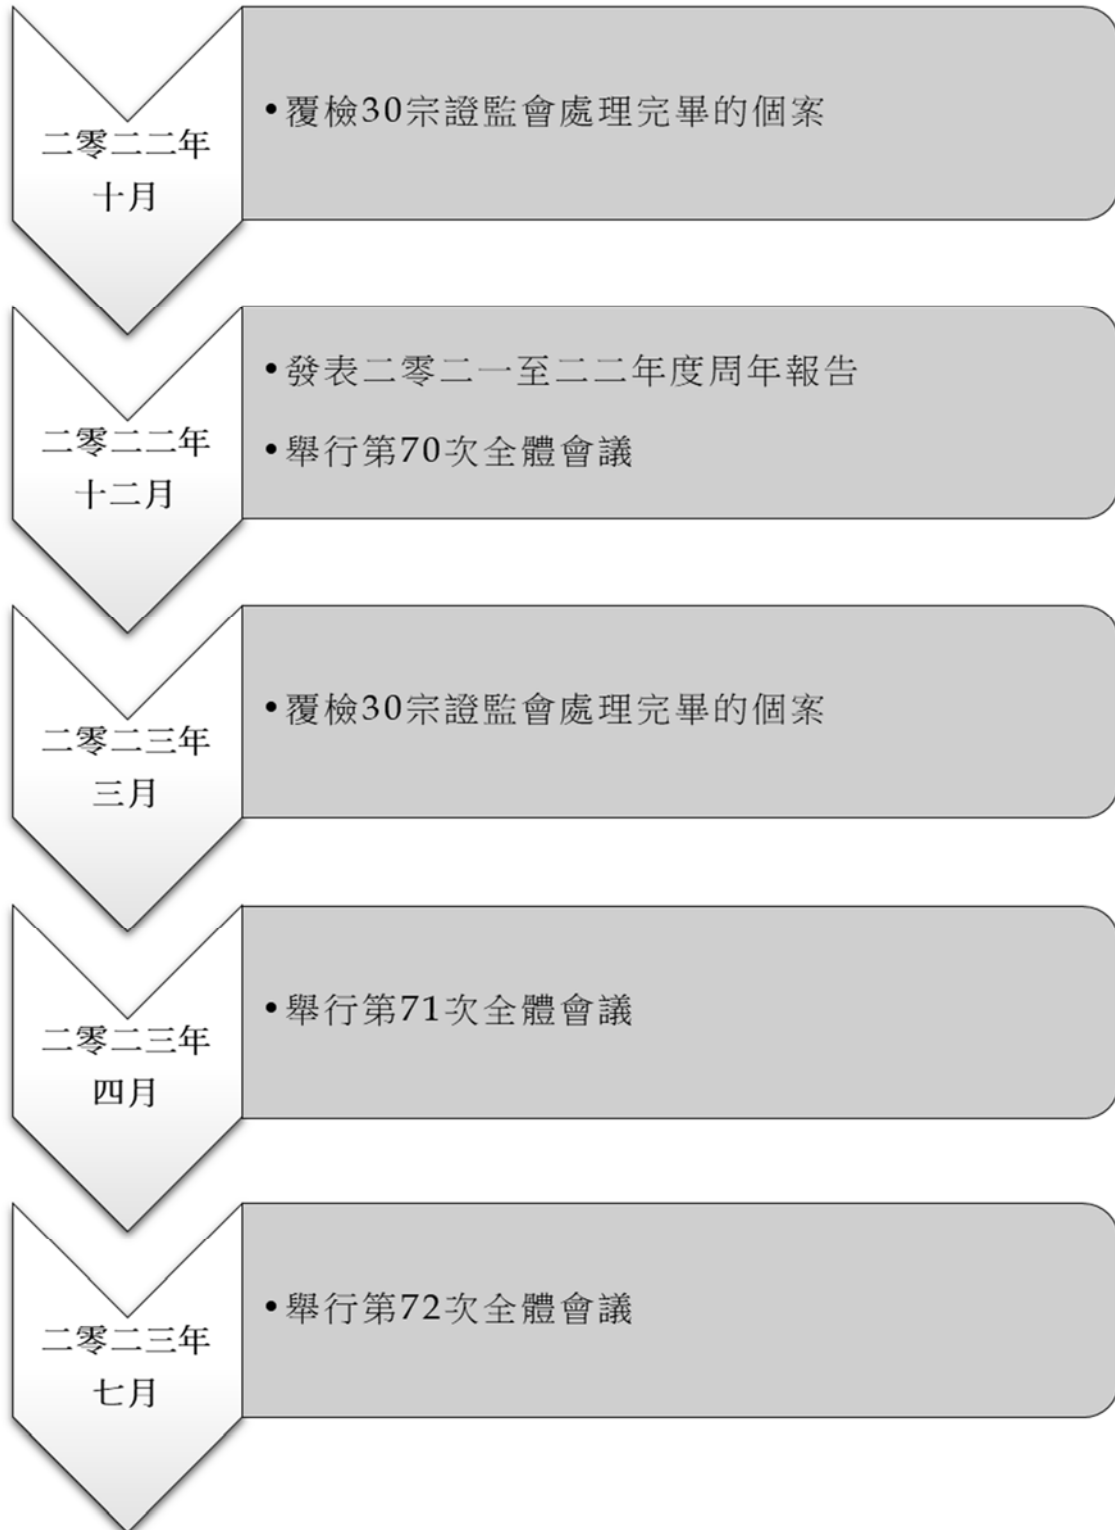 二零二二年
十月
•覆檢30宗證監會處理完畢的個案
二零二二年
十二月
•發表二零二一至二二年度周年報告
•舉行第70次全體會議
二零二三年
三月
•覆檢30宗證監會處理完畢的個案
二零二三年
四月
•舉行第71次全體會議
二零二三年
七月
•舉行第72次全體會議